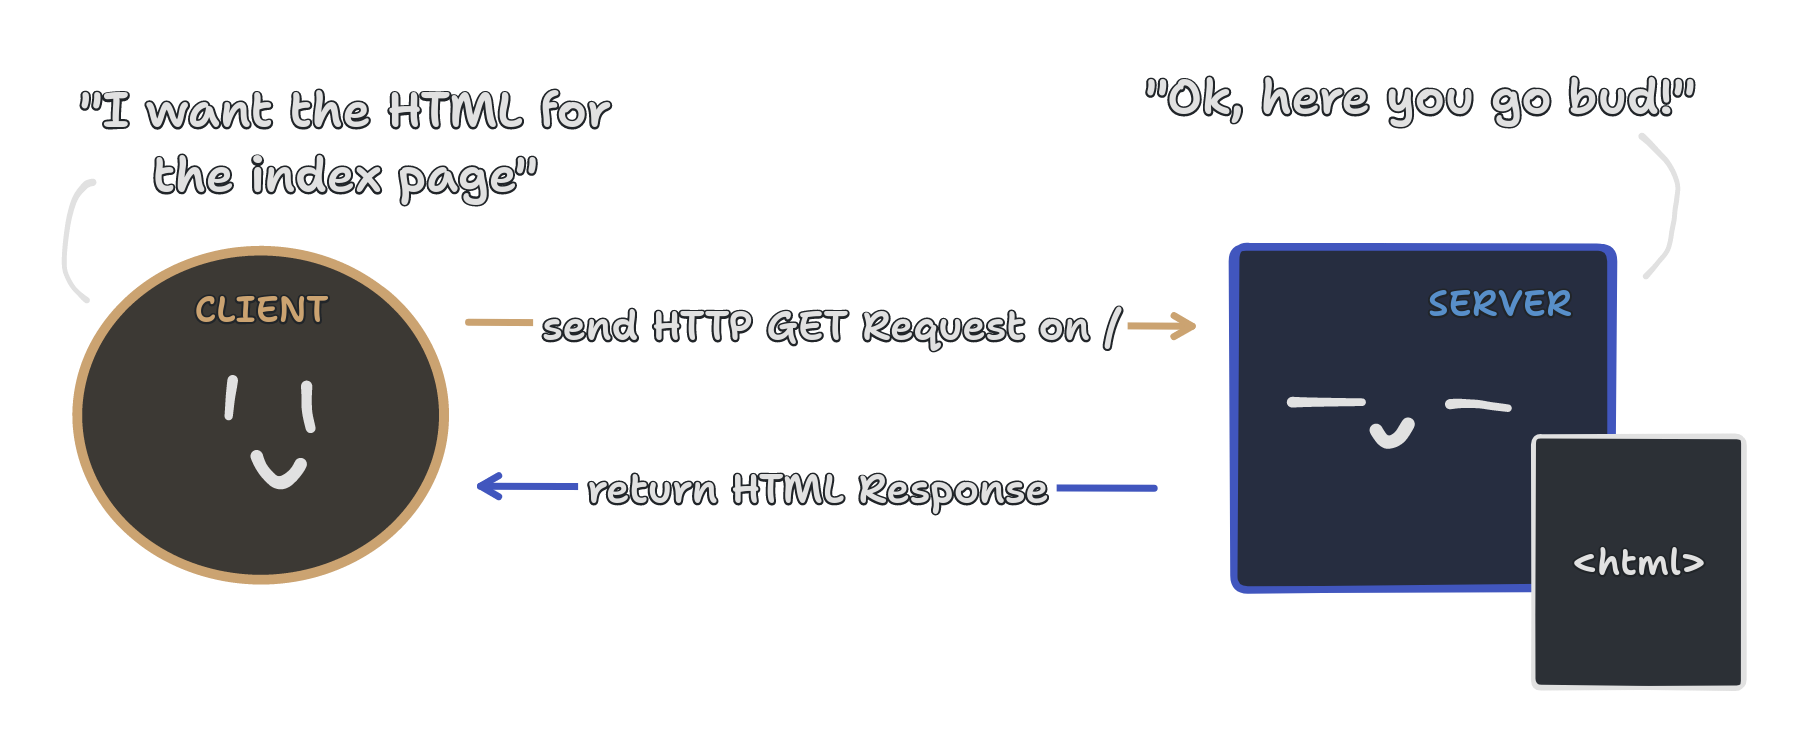 "I want the HTML for
the index page"
"Ok, here you go bud!"
CLIENT
SERVER
send HTTP GET Request on /
return HTML Response
<html>